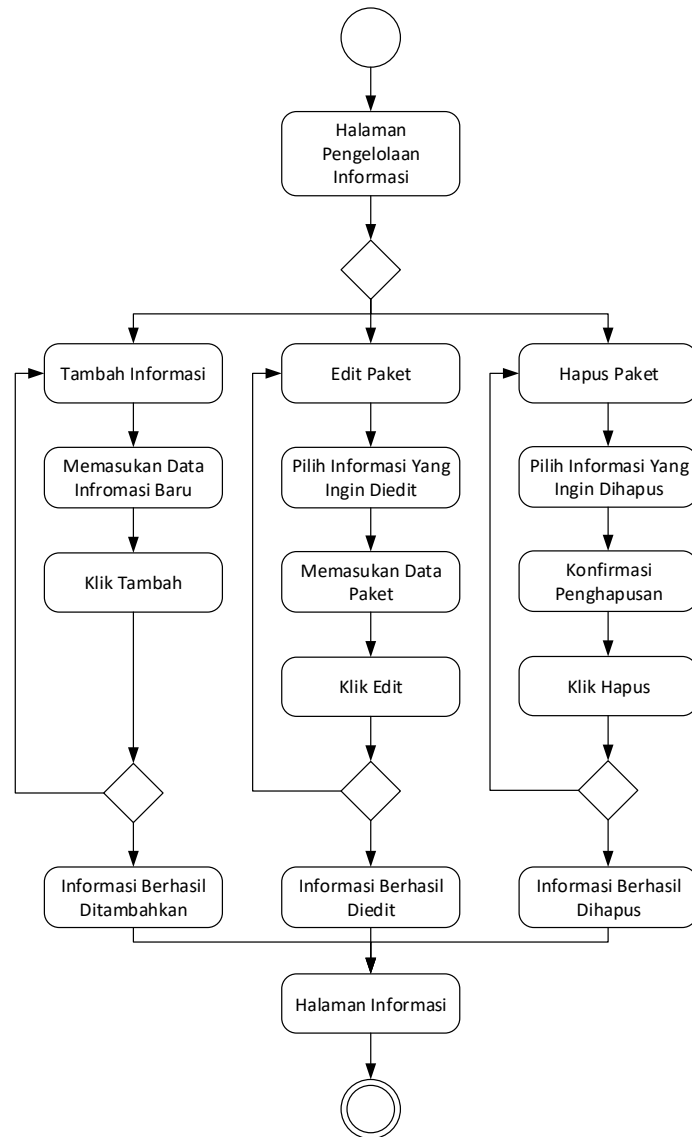 Halaman
Pengelolaan
Informasi
Tambah Informasi
Edit Paket
Hapus Paket
Memasukan Data
Infromasi Baru
Pilih Informasi Yang
Ingin Diedit
Pilih Informasi Yang
Ingin Dihapus
Klik Tambah
Memasukan Data
Paket
Konfirmasi
Penghapusan
Klik Edit
Klik Hapus
Informasi Berhasil
Ditambahkan
Informasi Berhasil
Diedit
Informasi Berhasil
Dihapus
Halaman Informasi